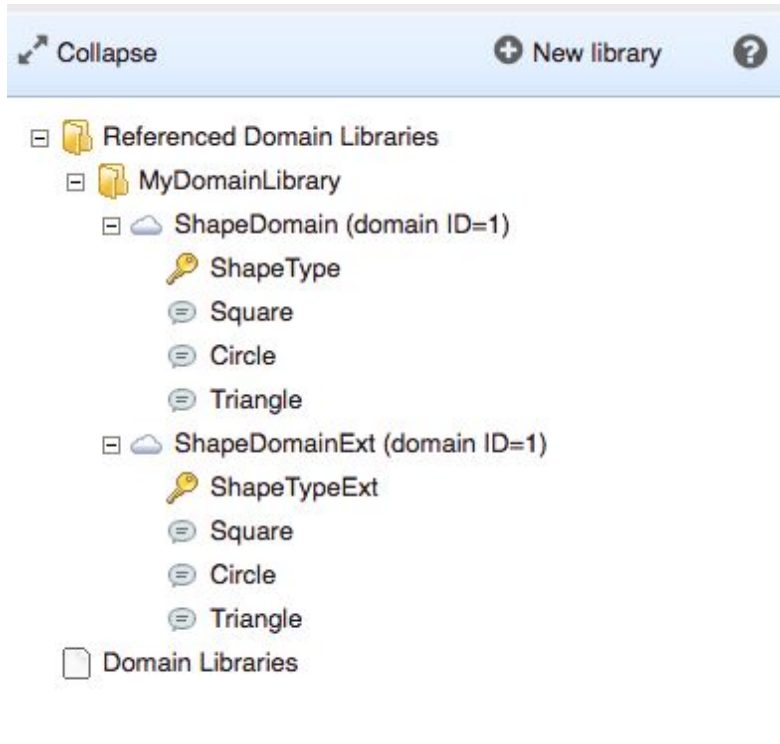 Collapse New library ?
Referenced Domain Libraries
MyDomainLibrary
ShapeDomain (domain ID=1)
ShapeType
Square
Circle
Triangle
ShapeDomainExt (domain ID=1)
ShapeTypeExt
Square
Circle
Triangle
Domain Libraries